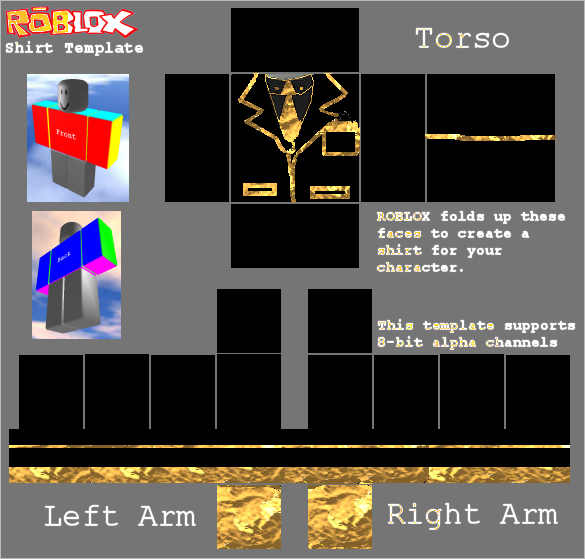 ROBLOX
Shirt Template
Torso
Front
Back
ROBLOX folds up these
faces to create a
shirt for your
character.
This template supports
8-bit alpha channels
Left Arm
Right Arm